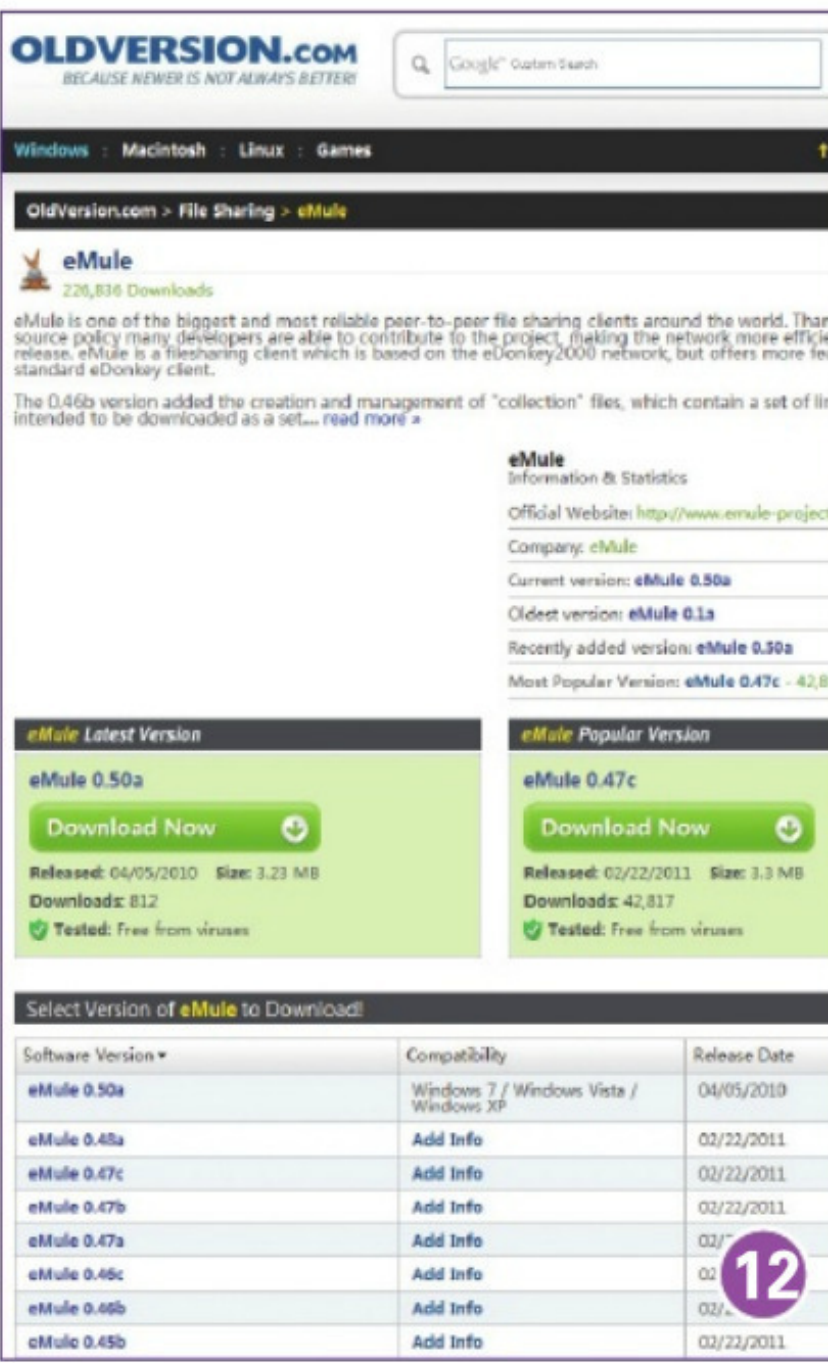 OLDVERSION.COM
BECAUSE NEWER IS NOT ALWAYS BETTER!
Google™ Custom Search
Windows : Macintosh : Linux : Games
OldVersion.com > File Sharing > eMule
eMule
226,836 Downloads
eMule is one of the biggest and most reliable peer-to-peer file sharing clients around the world.
source policy many developers are able to contribute to the project, making the network more
release. eMule is a filesharing client which is based on the eDonkey2000 network, but offers more
standard eDonkey client.
The 0.46b version added the creation and management of "collection" files, which contain a set of
intended to be downloaded as a set... read more »
eMule
Information & Statistics
Official Website: http://www.emule-project
Company: eMule
Current version: eMule 0.50a
Oldest version: eMule 0.1a
Recently added version: eMule 0.50a
Most Popular Version: eMule 0.47c - 42,8
eMule Latest Version
eMule 0.50a
Download Now
Released: 04/05/2010 Size: 3.23 MB
Downloads: 812
Tested: Free from viruses
eMule Popular Version
eMule 0.47c
Download Now
Released: 02/22/2011 Size: 3.3 MB
Downloads: 42,817
Tested: Free from viruses
Select Version of eMule to Download!
Software Version Compatibility Release Date
eMule 0.50a Windows 7 / Windows Vista / 04/05/2010
Windows XP
eMule 0.48a Add Info 02/22/2011
eMule 0.47c Add Info 02/22/2011
eMule 0.47b Add Info 02/22/2011
eMule 0.47a Add Info 02/
eMule 0.46c Add Info 02
eMule 0.46b Add Info 02/
eMule 0.45b Add Info 02/22/2011
12